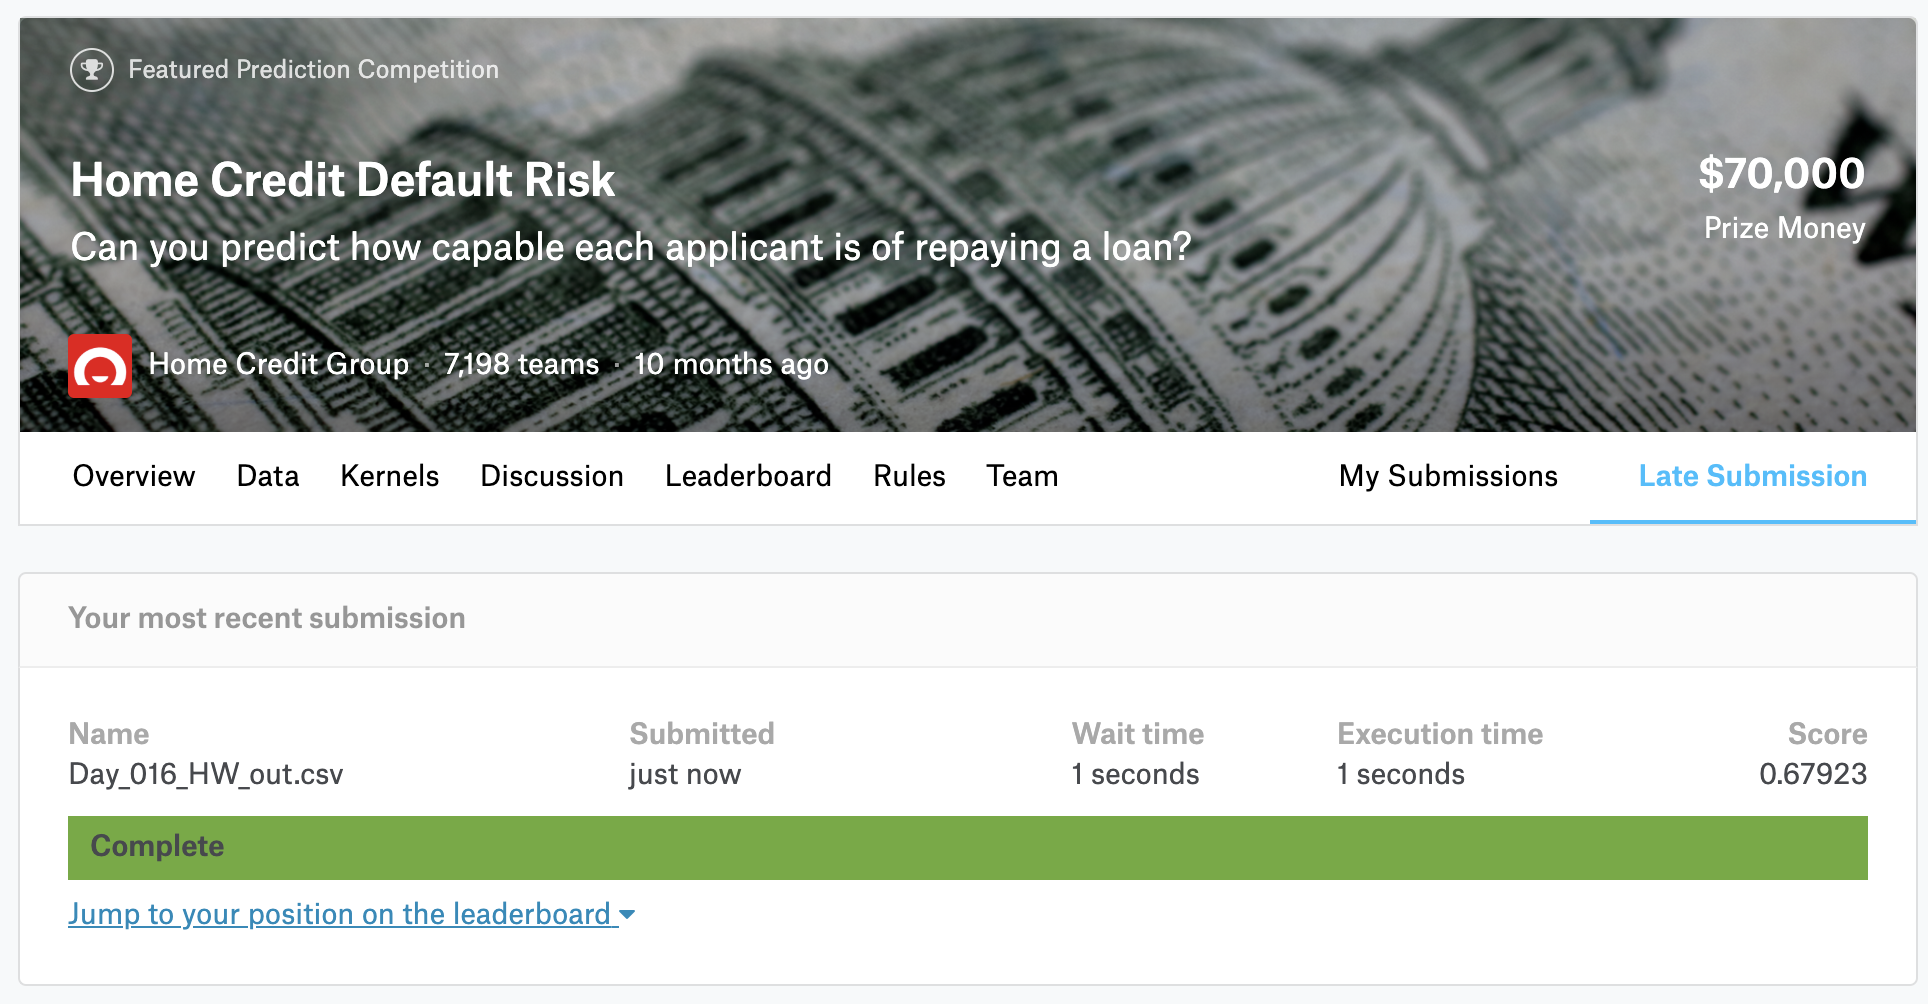 Featured Prediction Competition
Home Credit Default Risk
Can you predict how capable each applicant is of repaying a loan?
$70,000
Prize Money
Home Credit Group · 7,198 teams · 10 months ago
Overview Data Kernels Discussion Leaderboard Rules Team My Submissions Late Submission
Your most recent submission
Name Submitted Wait time Execution time Score
Day_016_HW_out.csv just now 1 seconds 1 seconds 0.67923
Complete
Jump to your position on the leaderboard